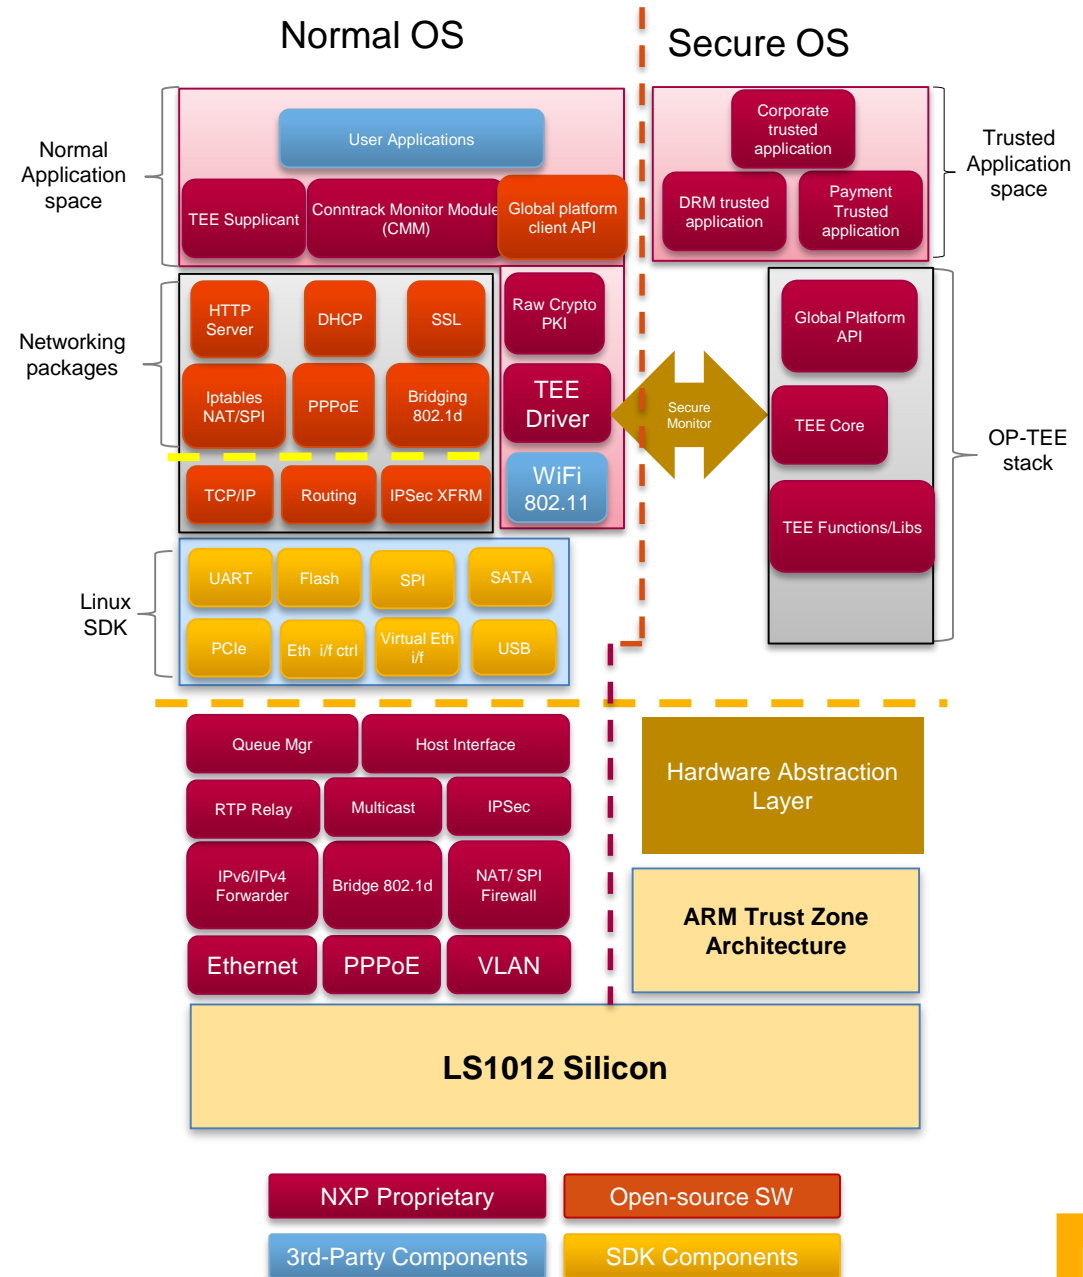 Normal OS
Secure OS
Normal
Application
space
User Applications
TEE Supplicant
Conntrack Monitor Module
(CMM)
Global platform
client API
Corporate
trusted
application
DRM trusted
application
Payment
Trusted
application
Trusted
Application
space
Networking
packages
HTTP
Server
DHCP
SSL
Raw Crypto
PKI
Iptables
NAT/SPI
PPPoE
Bridging
802.1d
TEE
Driver
Secure
Monitor
Global Platform
API
TEE Core
OP-TEE
stack
TCP/IP
Routing
IPSec XFRM
WiFi
802.11
TEE Functions/Libs
Linux
SDK
UART
Flash
SPI
SATA
PCIe
Eth i/f ctrl
Virtual Eth
i/f
USB
Queue Mgr
Host Interface
Hardware Abstraction
Layer
RTP Relay
Multicast
IPSec
IPv6/IPv4
Forwarder
Bridge 802.1d
NAT/ SPI
Firewall
ARM Trust Zone
Architecture
Ethernet
PPPoE
VLAN
LS1012 Silicon
NXP Proprietary
Open-source SW
3rd-Party Components
SDK Components